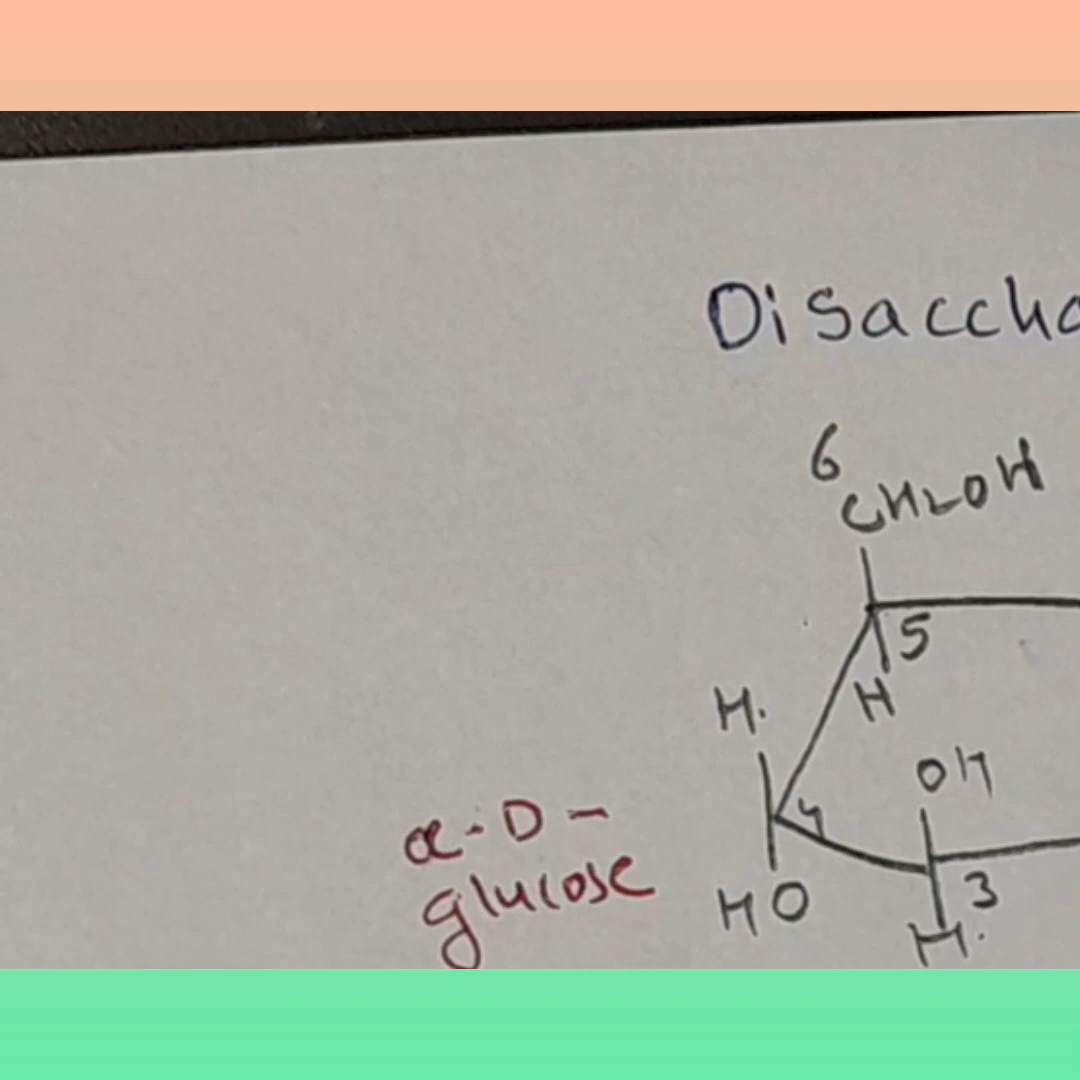 Disaccha
6
CH2OH
5
H
H.
OH
4
α-D-
glucose
HO
3
H.